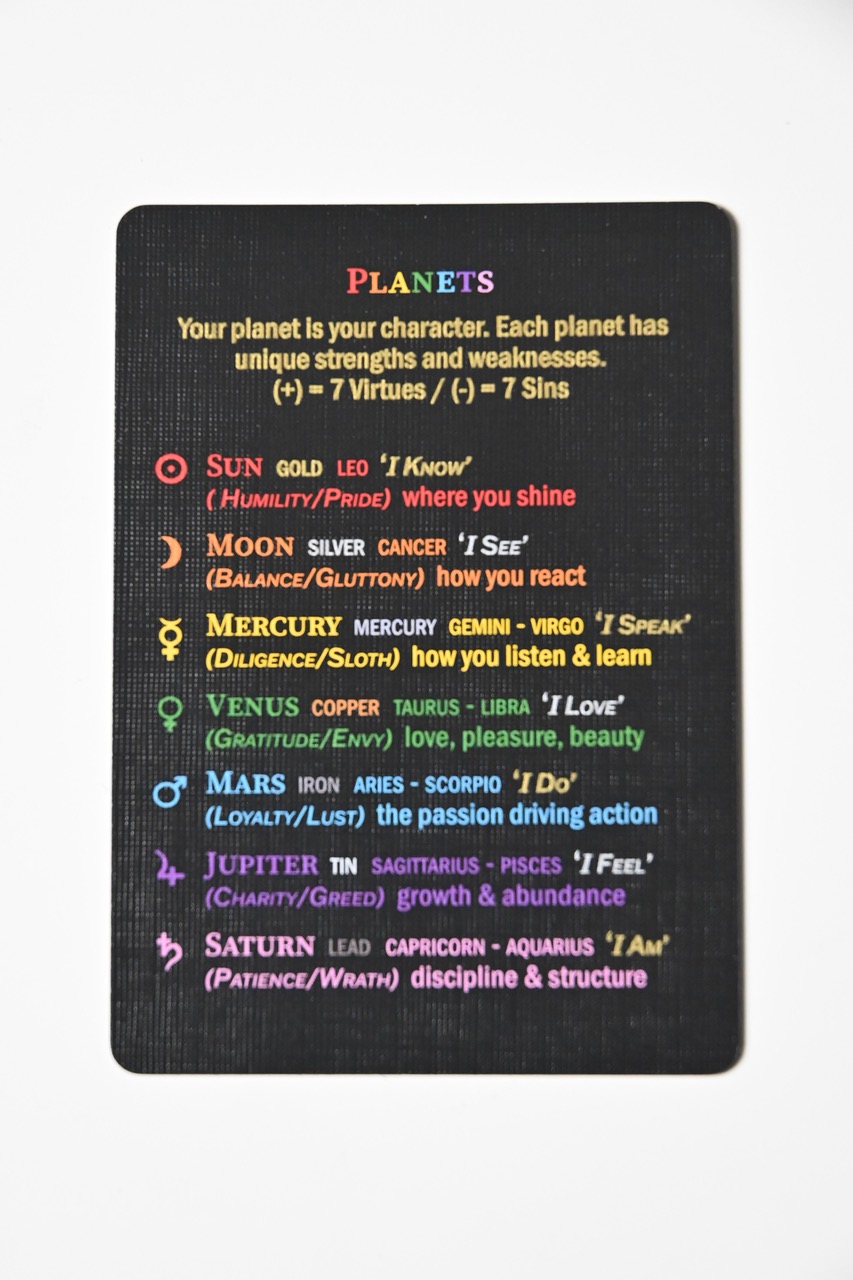 PLANETS
Your planet is your character. Each planet has
unique strengths and weaknesses.
(+) = 7 Virtues / (-) = 7 Sins
☉ SUN GOLD LEO ‘I KNOW’
( HUMILITY/PRIDE) where you shine
☽ MOON SILVER CANCER ‘I SEE’
(BALANCE/GLUTTONY) how you react
☿ MERCURY MERCURY GEMINI - VIRGO ‘I SPEAK’
(DILIGENCE/SLOTH) how you listen & learn
♀ VENUS COPPER TAURUS - LIBRA ‘I LOVE’
(GRATITUDE/ENVY) love, pleasure, beauty
♂ MARS IRON ARIES - SCORPIO ‘I DO’
(LOYALTY/LUST) the passion driving action
♃ JUPITER TIN SAGITTARIUS - PISCES ‘I FEEL’
(CHARITY/GREED) growth & abundance
♄ SATURN LEAD CAPRICORN - AQUARIUS ‘I AM’
(PATIENCE/WRATH) discipline & structure